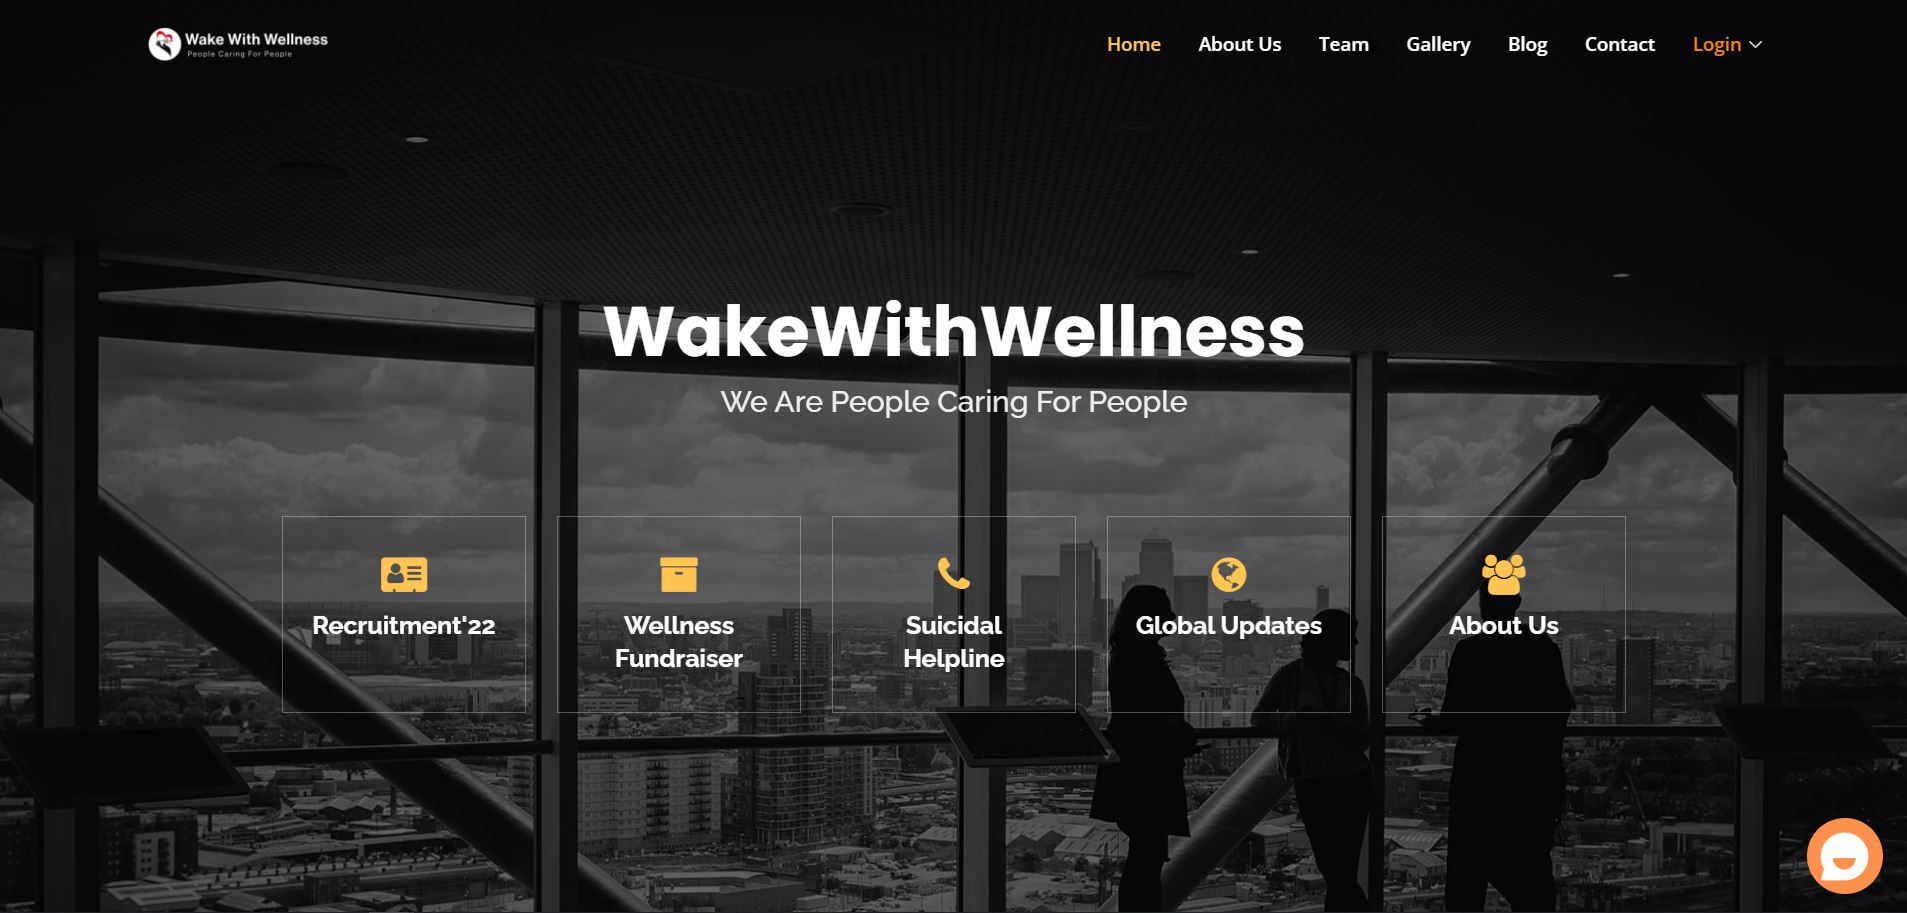 Wake With Wellness
People Caring For People
Home About Us Team Gallery Blog Contact Login
WakeWithWellness
We Are People Caring For People
Recruitment'22
Wellness
Fundraiser
Suicidal
Helpline
Global Updates
About Us